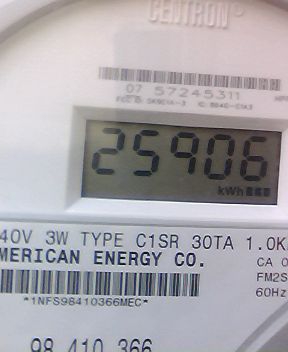 CENTRON®
07 57245311
25906
kWh
40V 3W TYPE C1SR 30TA 1.0K
MERICAN ENERGY CO.
CA 0
FM2S
60Hz
*1NFS98410366MEC*
98 410 366